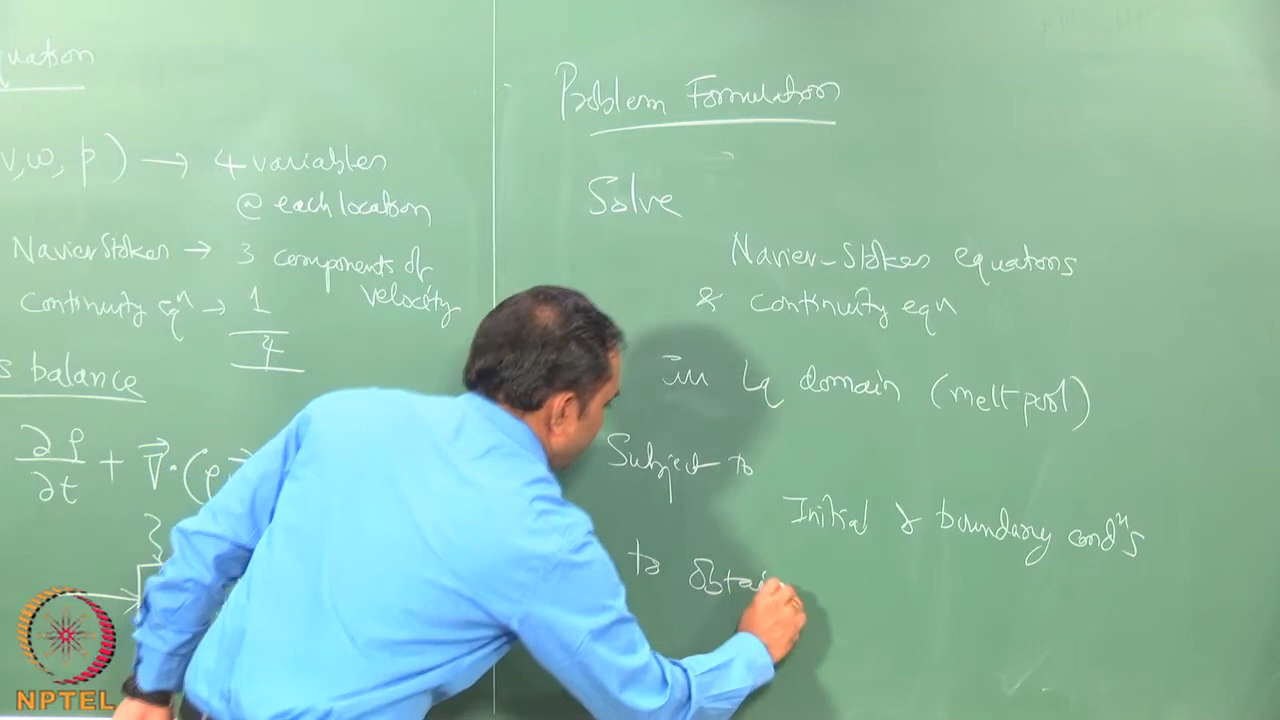 quation
v, w, p) → 4 variables
@ each location
Navier Stokes → 3 components of velocity
Continuity eqn → 1
4
s balance
∂ρ/∂t + ∇⃗·(ρ
Problem Formulation
Solve
Navier-Stokes equations
& continuity eqn
in Lq domain (melt pool)
Subject to
Initial & boundary condns
to obtai
NPTEL